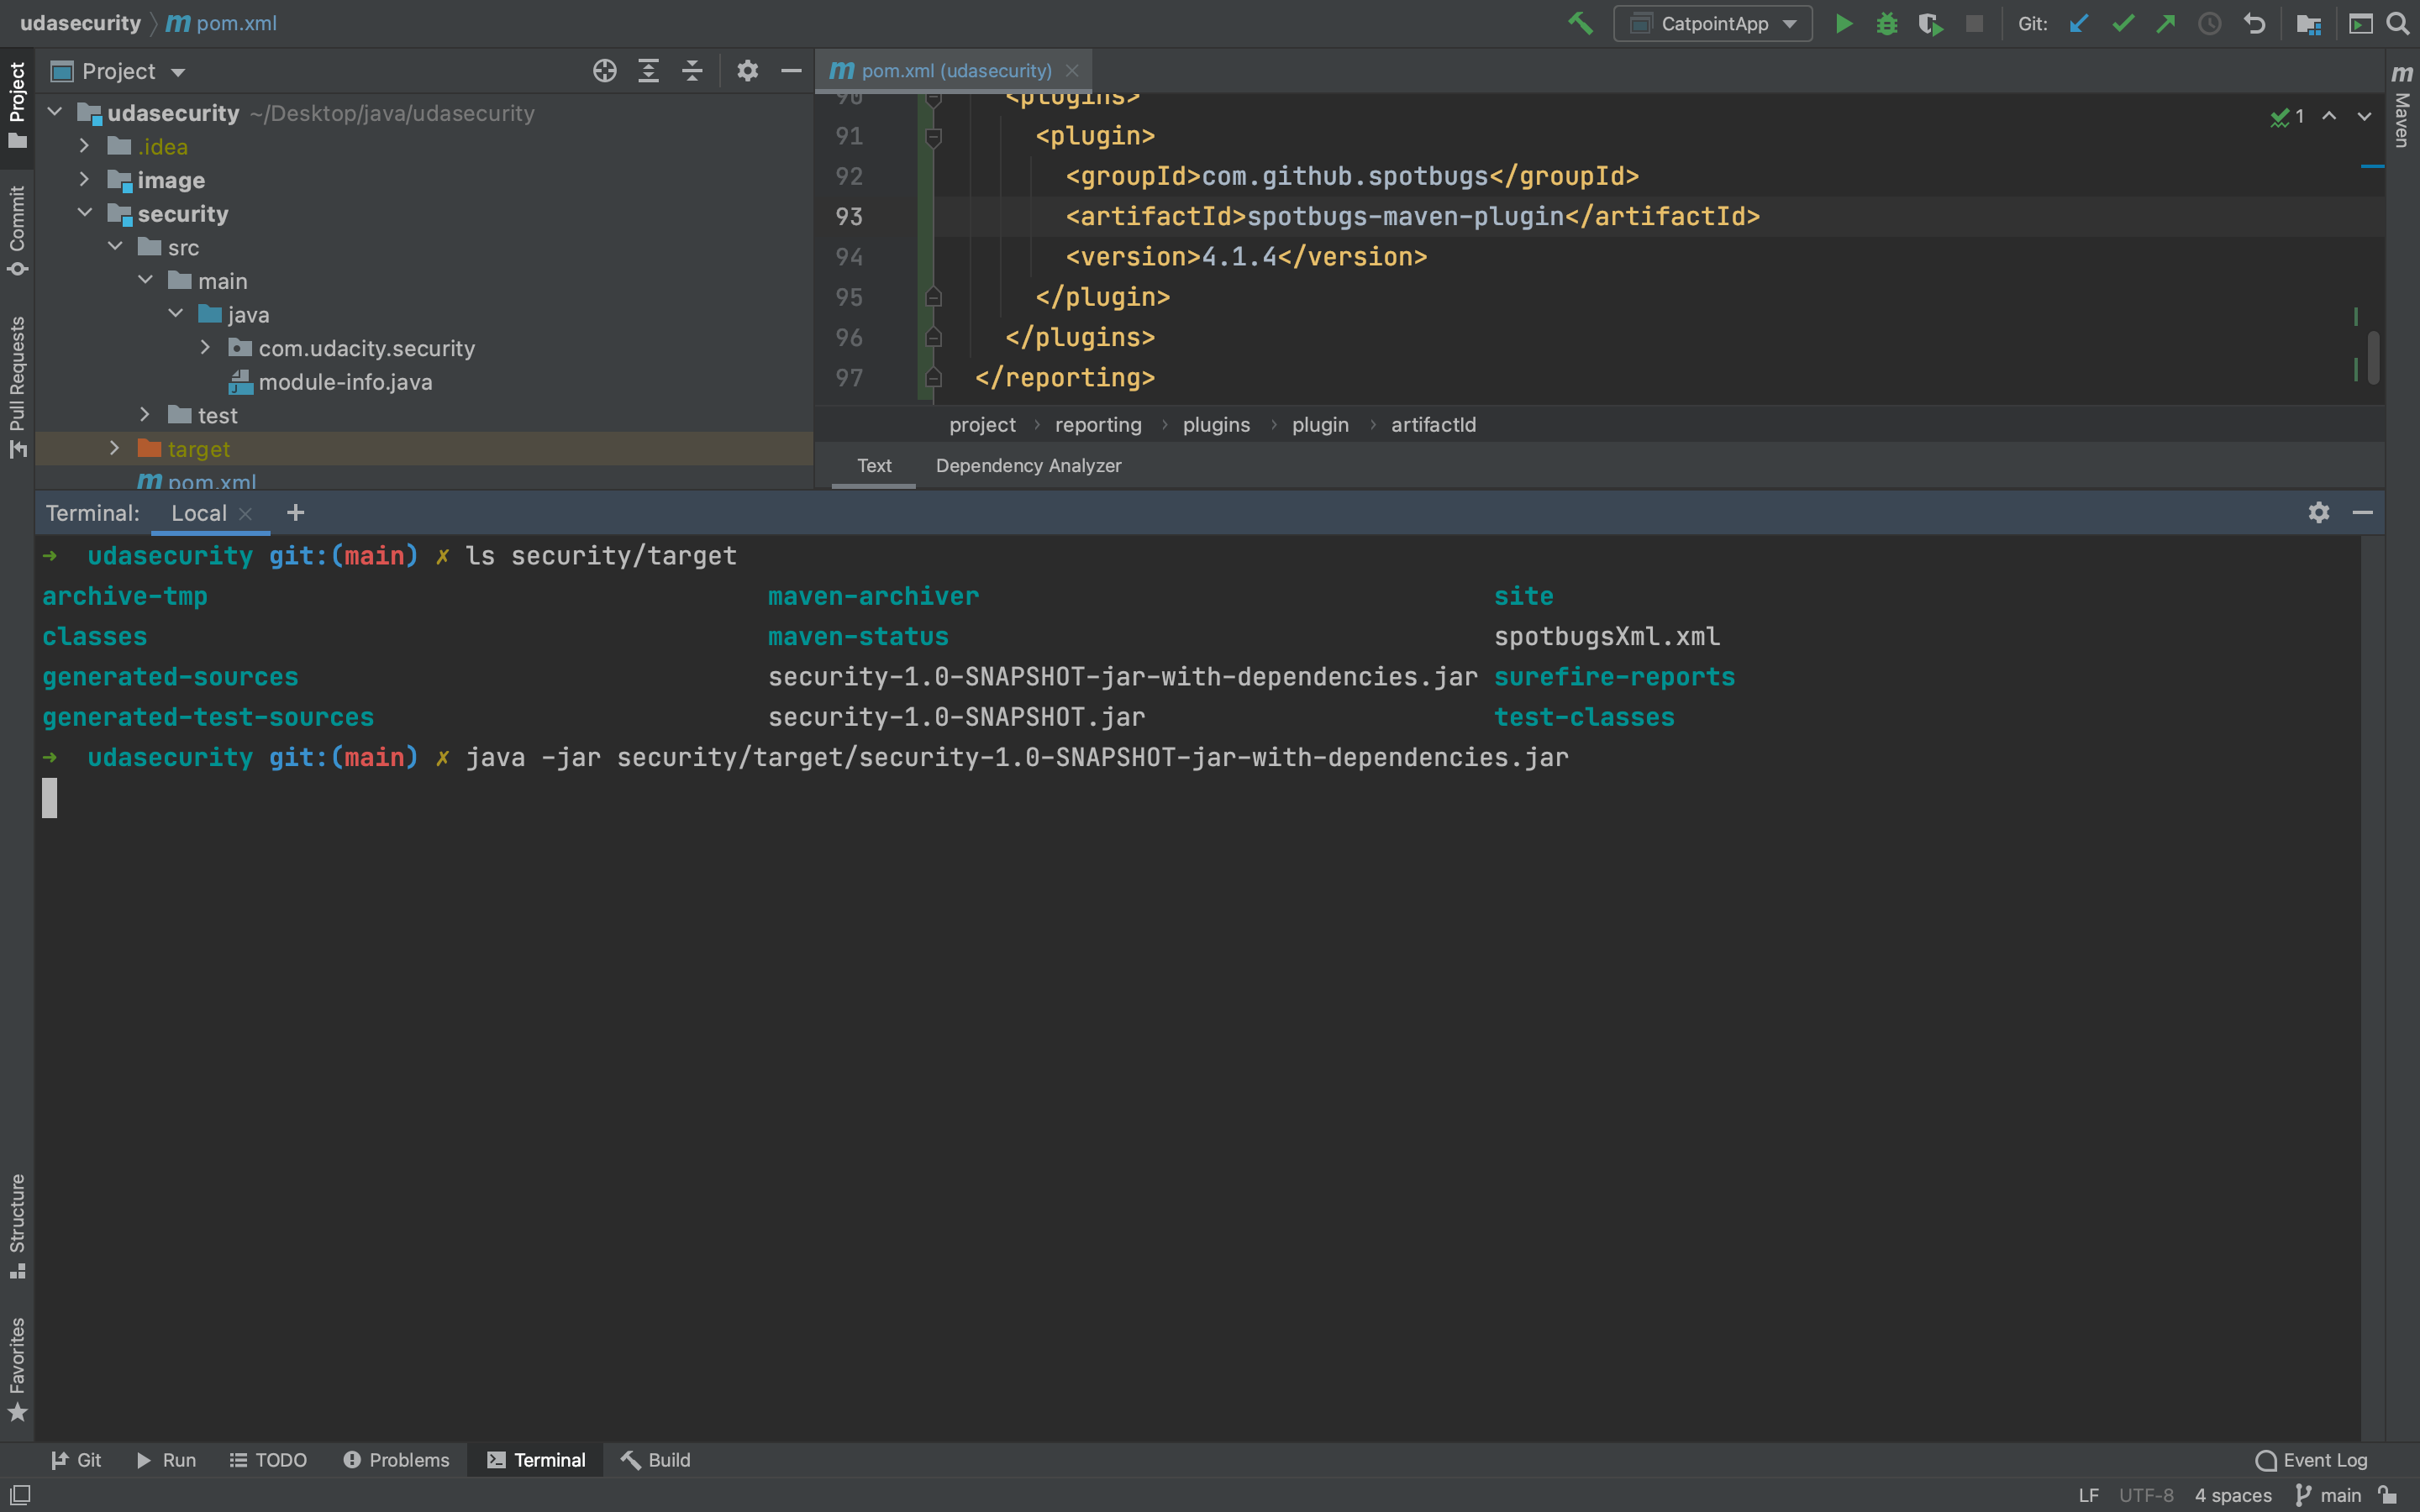 udasecurity
pom.xml
CatpointApp
Git:
Project
pom.xml (udasecurity)
Project
Commit
Pull Requests
Structure
Favorites
Maven
udasecurity ~/Desktop/java/udasecurity
.idea
image
security
src
main
java
com.udacity.security
module-info.java
test
target
pom.xml
90 <plugins>
91 <plugin>
92 <groupId>com.github.spotbugs</groupId>
93 <artifactId>spotbugs-maven-plugin</artifactId>
94 <version>4.1.4</version>
95 </plugin>
96 </plugins>
97 </reporting>
1
project reporting plugins plugin artifactId
Text Dependency Analyzer
Terminal: Local
→ udasecurity git:(main) ✗ ls security/target
archive-tmp maven-archiver site
classes maven-status spotbugsXml.xml
generated-sources security-1.0-SNAPSHOT-jar-with-dependencies.jar surefire-reports
generated-test-sources security-1.0-SNAPSHOT.jar test-classes
→ udasecurity git:(main) ✗ java -jar security/target/security-1.0-SNAPSHOT-jar-with-dependencies.jar
Git Run TODO Problems Terminal Build Event Log
LF UTF-8 4 spaces main